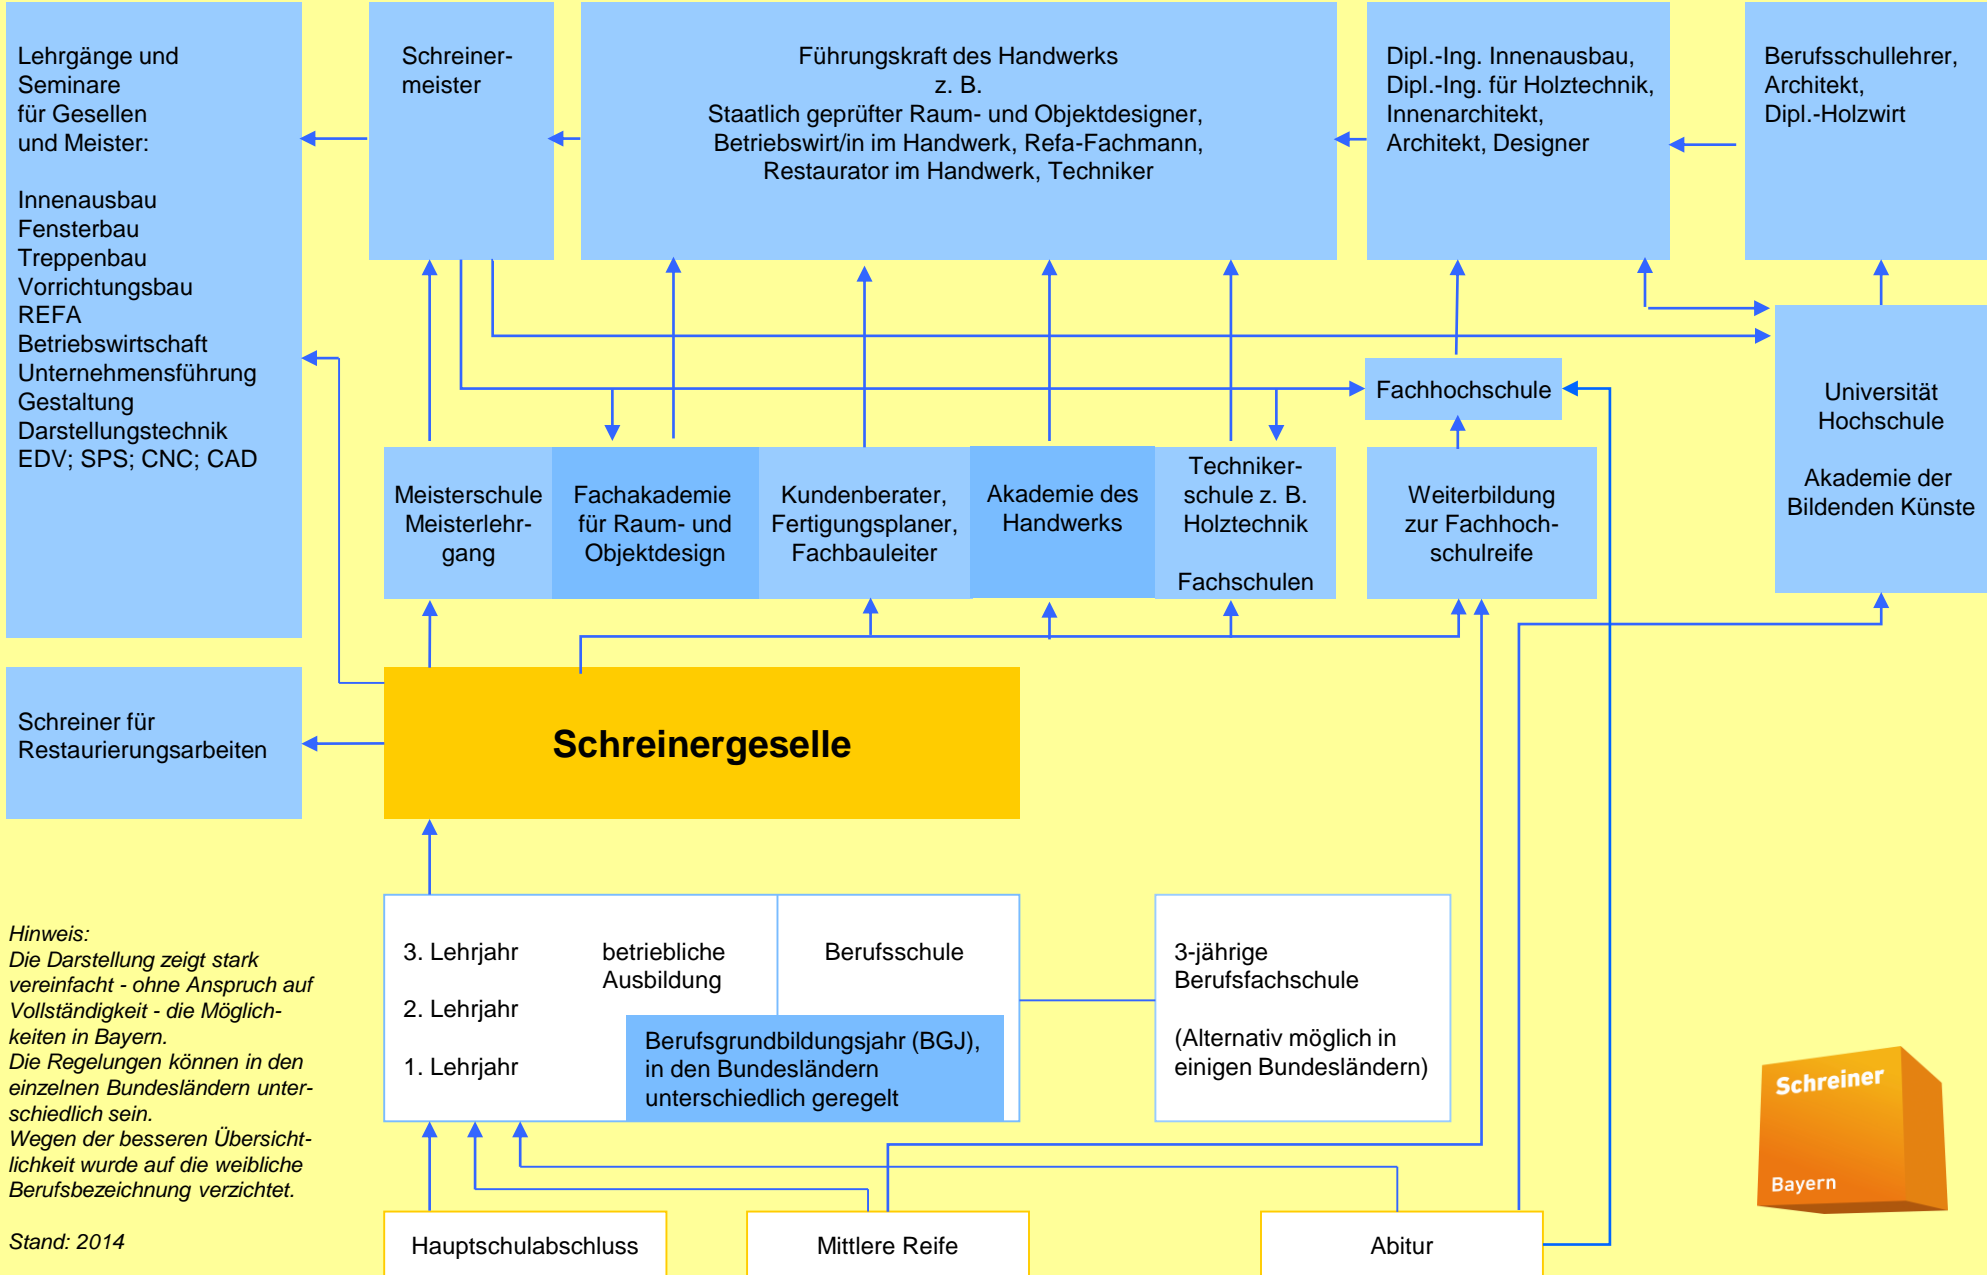 Lehrgänge und
Seminare
für Gesellen
und Meister:
Innenausbau
Fensterbau
Treppenbau
Vorrichtungsbau
REFA
Betriebswirtschaft
Unternehmensführung
Gestaltung
Darstellungstechnik
EDV; SPS; CNC; CAD
Schreiner-
meister
Führungskraft des Handwerks
z. B.
Staatlich geprüfter Raum- und Objektdesigner,
Betriebswirt/in im Handwerk, Refa-Fachmann,
Restaurator im Handwerk, Techniker
Dipl.-Ing. Innenausbau,
Dipl.-Ing. für Holztechnik,
Innenarchitekt,
Architekt, Designer
Berufsschullehrer,
Architekt,
Dipl.-Holzwirt
Fachhochschule
Universität
Hochschule
Akademie der
Bildenden Künste
Meisterschule
Meisterlehr-
gang
Fachakademie
für Raum- und
Objektdesign
Kundenberater,
Fertigungsplaner,
Fachbauleiter
Akademie des
Handwerks
Techniker-
schule z. B.
Holztechnik
Fachschulen
Weiterbildung
zur Fachhoch-
schulreife
Schreiner für
Restaurierungsarbeiten
Schreinergeselle
3. Lehrjahr
2. Lehrjahr
1. Lehrjahr
betriebliche
Ausbildung
Berufsschule
Berufsgrundbildungsjahr (BGJ),
in den Bundesländern
unterschiedlich geregelt
3-jährige
Berufsfachschule
(Alternativ möglich in
einigen Bundesländern)
Hinweis:
Die Darstellung zeigt stark
vereinfacht - ohne Anspruch auf
Vollständigkeit - die Möglich-
keiten in Bayern.
Die Regelungen können in den
einzelnen Bundesländern unter-
schiedlich sein.
Wegen der besseren Übersicht-
lichkeit wurde auf die weibliche
Berufsbezeichnung verzichtet.
Stand: 2014
Hauptschulabschluss
Mittlere Reife
Abitur
Schreiner
Bayern